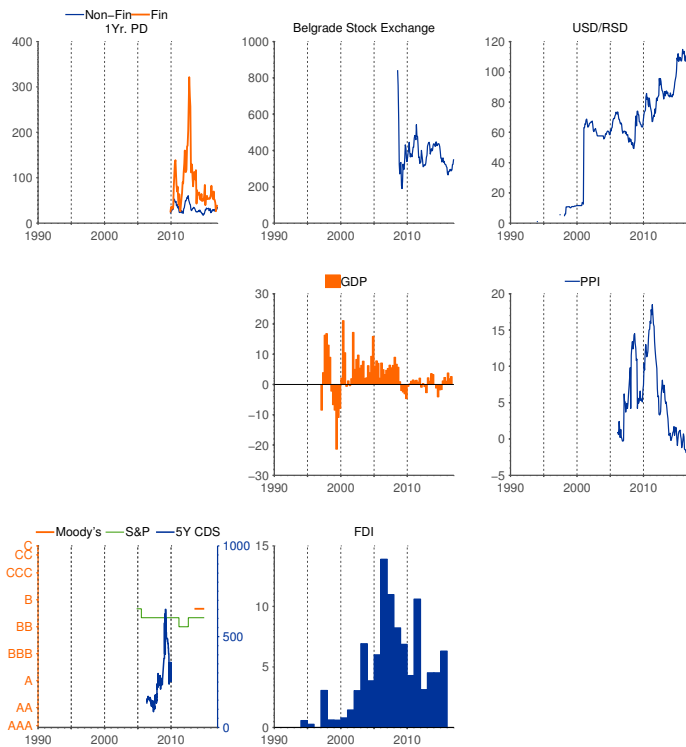 Non−Fin Fin
1Yr. PD
Belgrade Stock Exchange
USD/RSD
400
300
200
100
0
1990 2000 2010
1000
800
600
400
200
0
1990 2000 2010
120
100
80
60
40
20
0
1990 2000 2010
GDP
30
20
10
0
−10
−20
−30
1990 2000 2010
PPI
20
15
10
5
0
−5
1990 2000 2010
Moody's S&P 5Y CDS
C
CC
CCC
B
BB
BBB
A
AA
AAA
1000
500
0
1990 2000 2010
FDI
15
10
5
0
1990 2000 2010